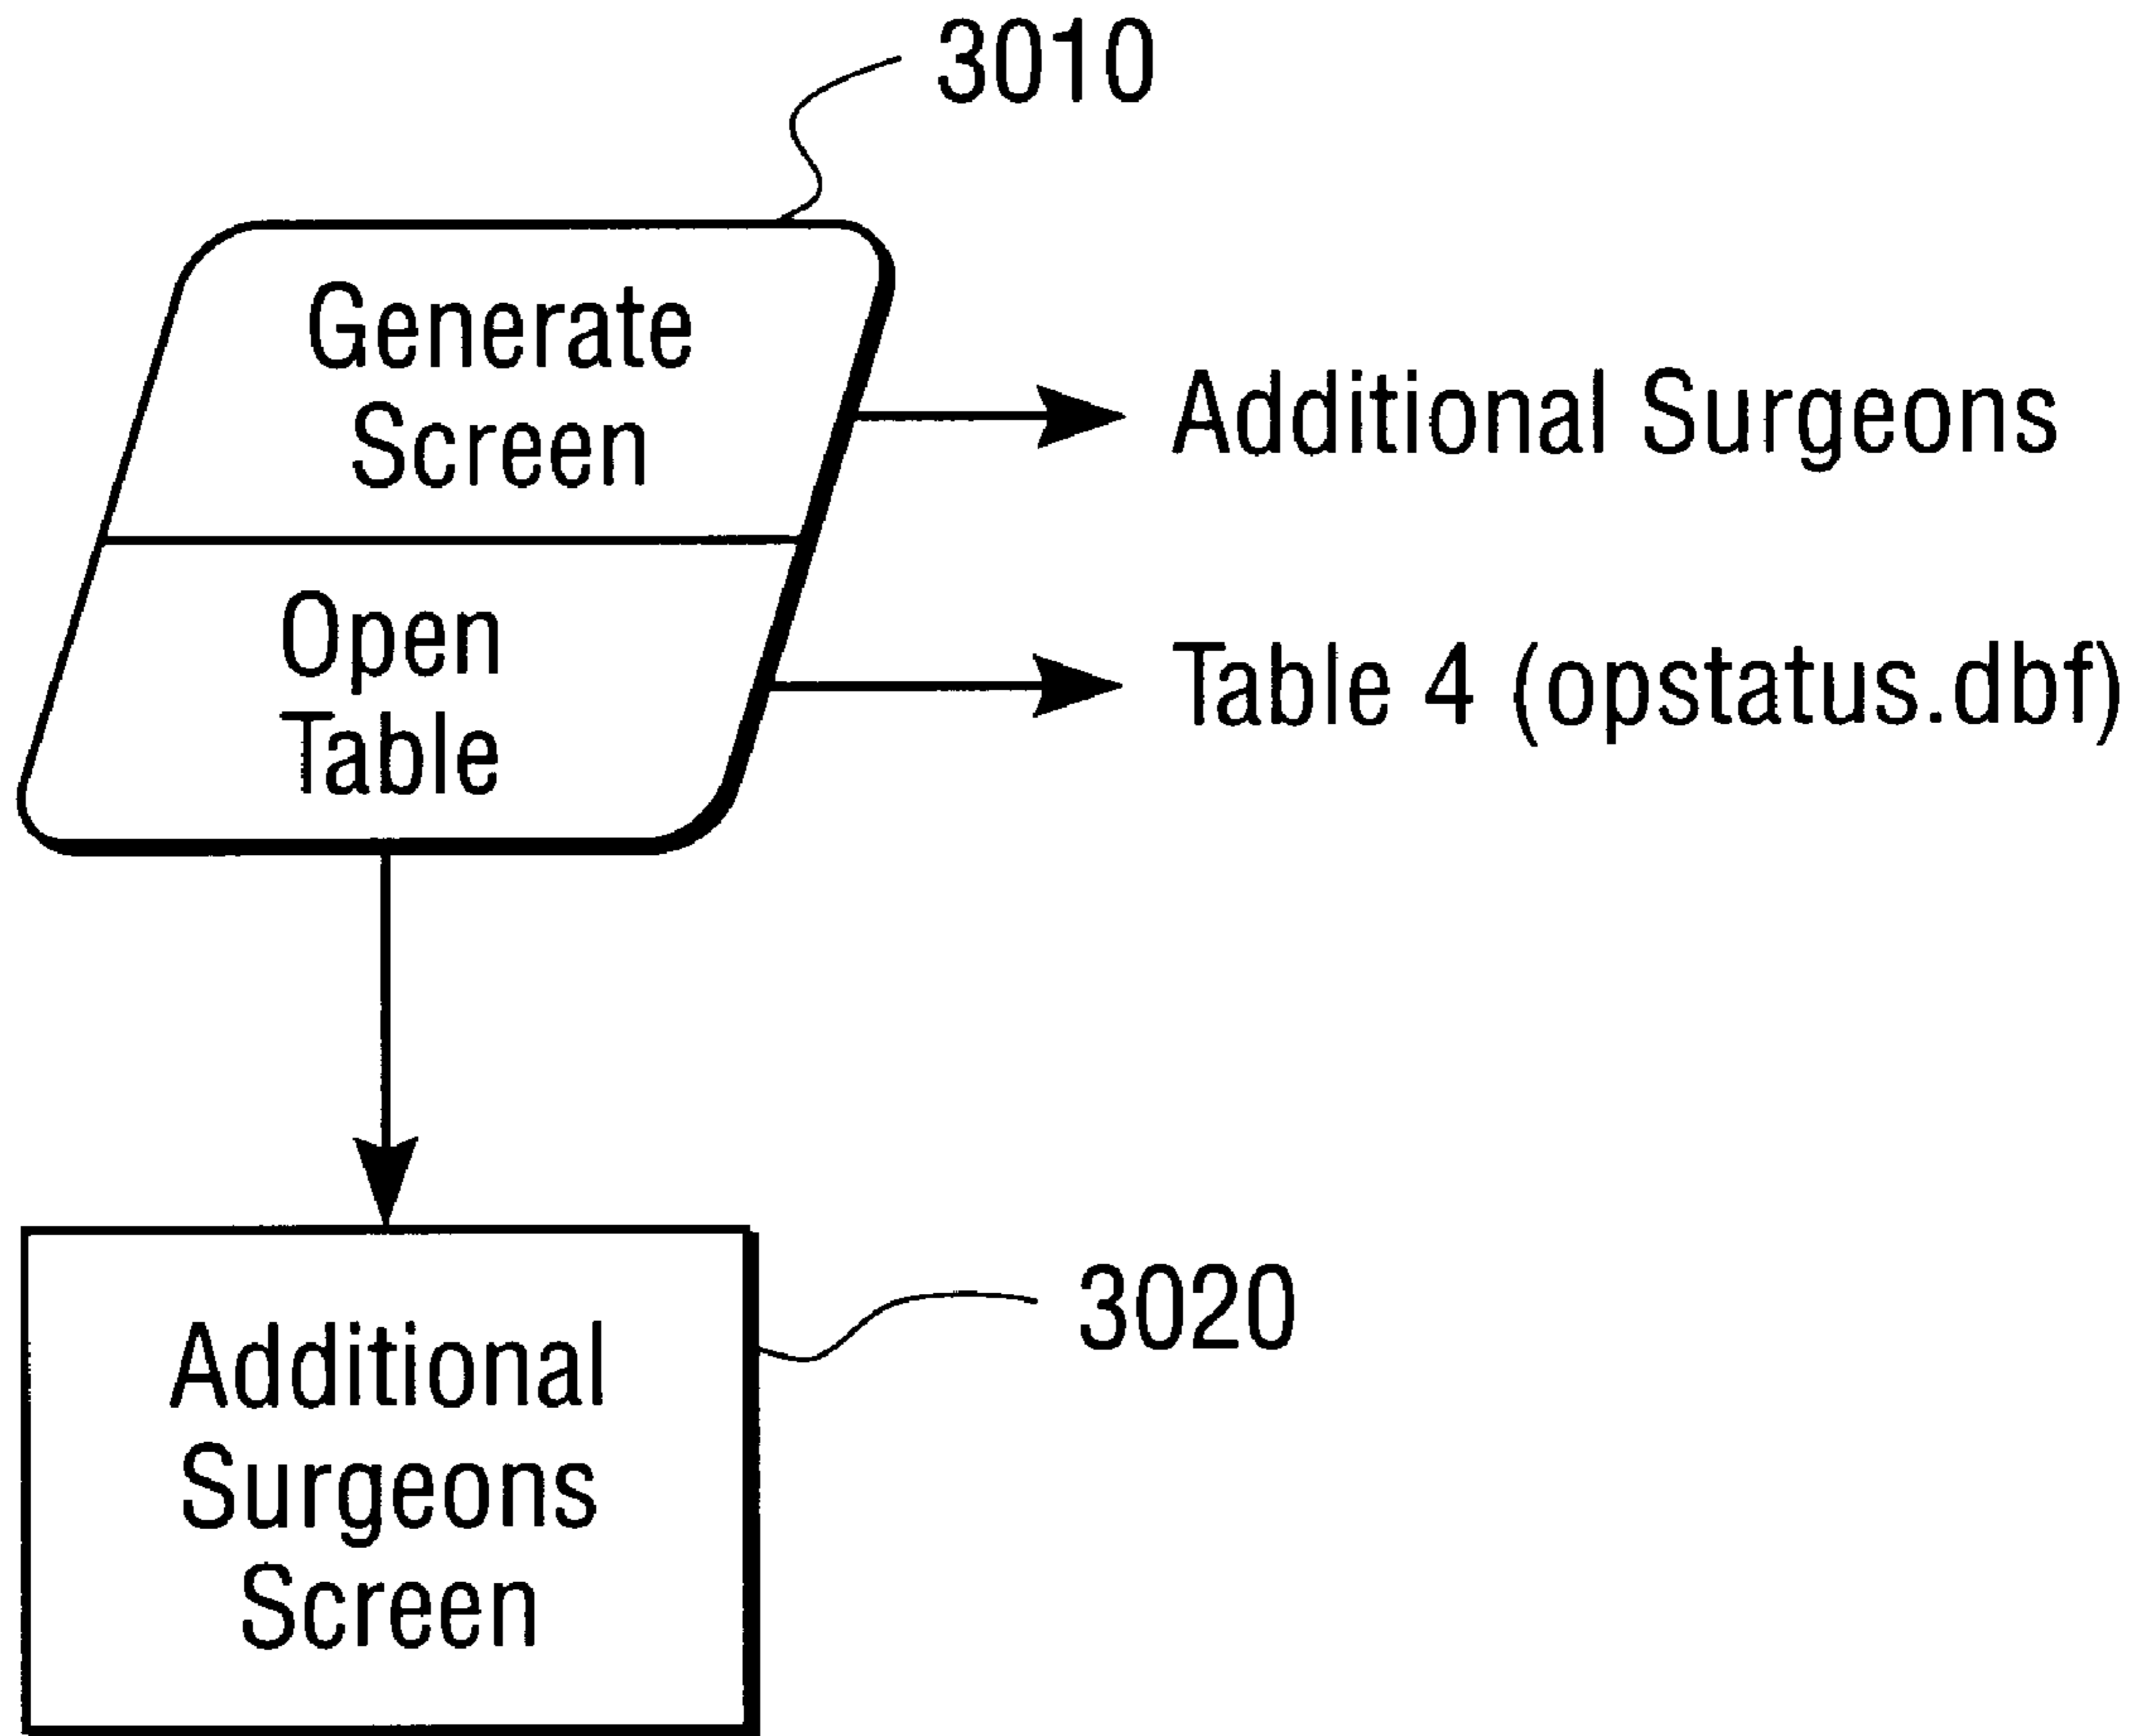 3010
Generate
Screen
Additional Surgeons
Open
Table
Table 4 (opstatus.dbf)
3020
Additional
Surgeons
Screen